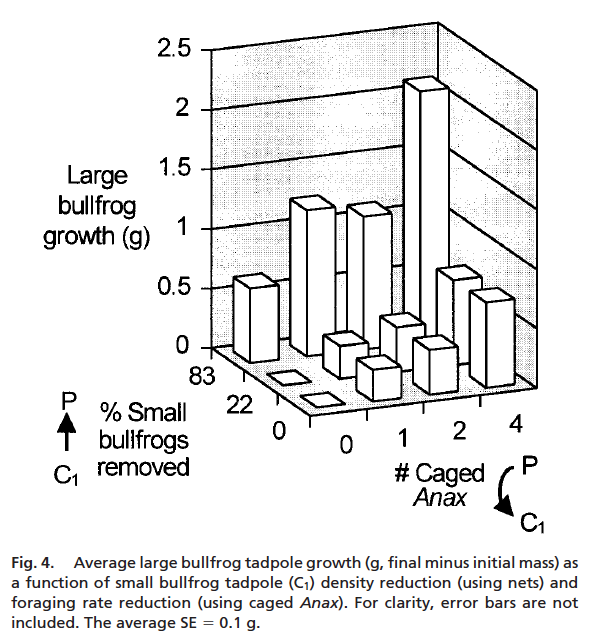 2.5
2
1.5
1
0.5
0
Large
bullfrog
growth (g)
83
22
0
P
C1
% Small
bullfrogs
removed
0
1
2
4
# Caged
Anax
P
C1
Fig. 4. Average large bullfrog tadpole growth (g, final minus initial mass) as
a function of small bullfrog tadpole (C1) density reduction (using nets) and
foraging rate reduction (using caged Anax). For clarity, error bars are not
included. The average SE = 0.1 g.